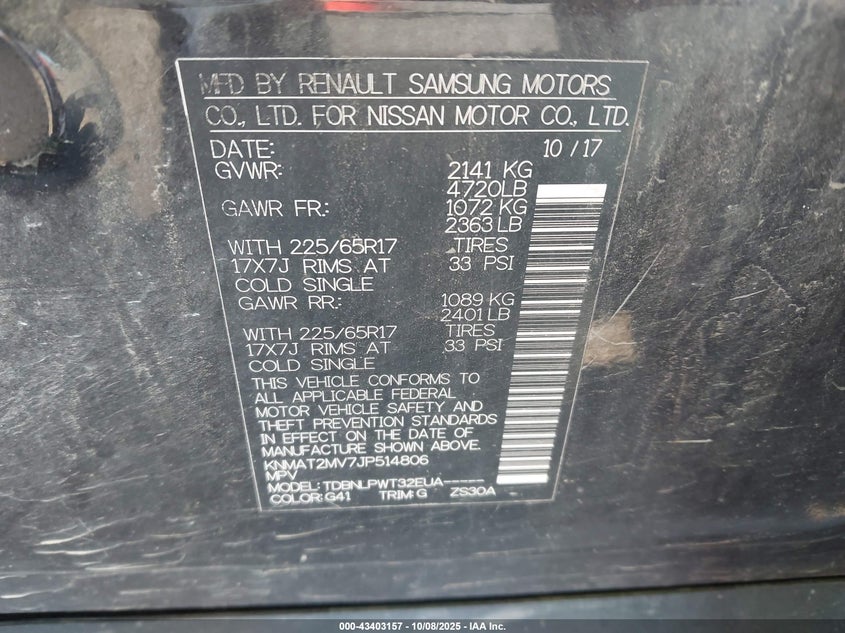 MFD BY RENAULT SAMSUNG MOTORS
CO., LTD. FOR NISSAN MOTOR CO., LTD.
DATE: 10 / 17
GVWR: 2141 KG
4720LB
GAWR FR: 1072 KG
2363 LB
WITH 225/65R17 TIRES
17X7J RIMS AT 33 PSI
COLD SINGLE
GAWR RR: 1089 KG
2401 LB
WITH 225/65R17 TIRES
17X7J RIMS AT 33 PSI
COLD SINGLE
THIS VEHICLE CONFORMS TO
ALL APPLICABLE FEDERAL
MOTOR VEHICLE SAFETY AND
THEFT PREVENTION STANDARDS
IN EFFECT ON THE DATE OF
MANUFACTURE SHOWN ABOVE.
KNMAT2MV7JP514806
MPV
MODEL: TDBNLPWT32EUA-----
COLOR: G41 TRIM: G ZS30A
000-43403157 - 10/08/2025 - IAA Inc.